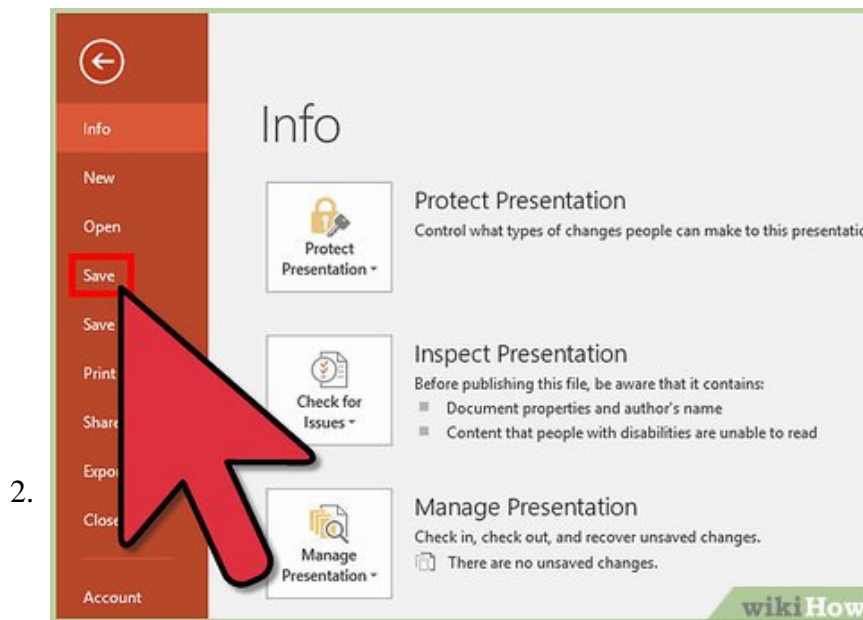 Info
New
Open
Save
Save
Print
Share
Close
Account
Info
Protect
Presentation
Protect Presentation
Control what types of changes people can make to this
Check for
Issues
Inspect Presentation
Before publishing this file, be aware that it contains:
Document properties and author's name
Content that people with disabilities are unable to read
Manage
Presentation
Manage Presentation
Check in, check out, and recover unsaved changes.
There are no unsaved changes.
2.
wikiHow